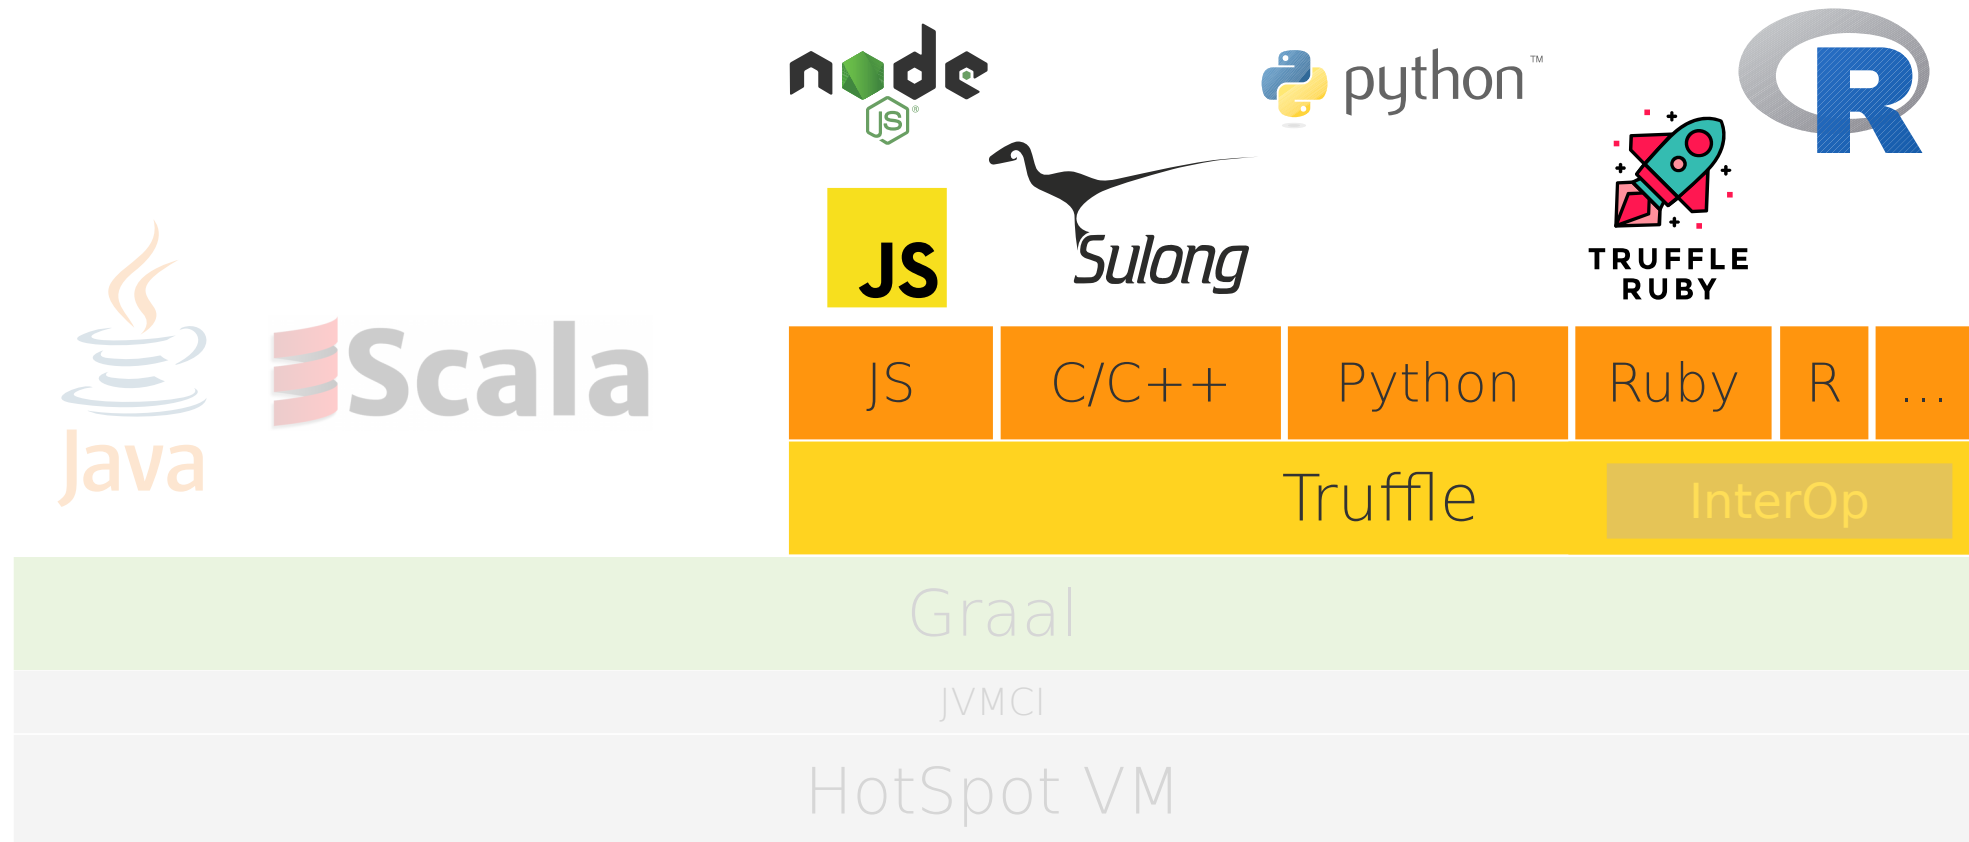 node
JS®
python™
R
JS
Sulong
TRUFFLE
RUBY
Java
Scala
JS
C/C++
Python
Ruby
R
...
Truffle
InterOp
Graal
JVMCI
HotSpot VM